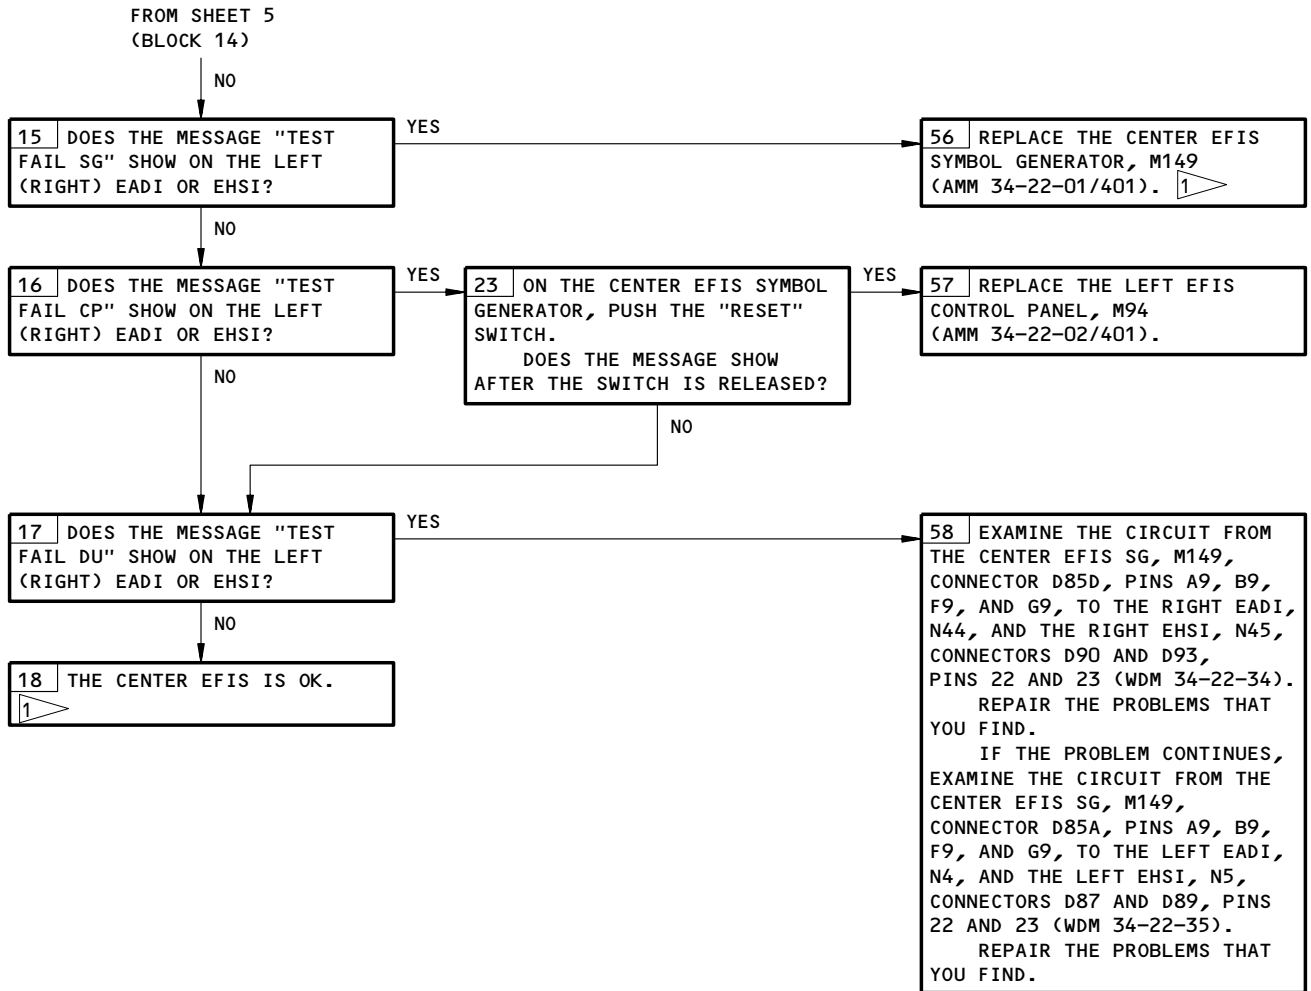 FROM SHEET 5
(BLOCK 14)
NO
15 DOES THE MESSAGE "TEST
FAIL SG" SHOW ON THE LEFT
(RIGHT) EADI OR EHSI?
YES
56 REPLACE THE CENTER EFIS
SYMBOL GENERATOR, M149
(AMM 34-22-01/401). 1
NO
16 DOES THE MESSAGE "TEST
FAIL CP" SHOW ON THE LEFT
(RIGHT) EADI OR EHSI?
YES
23 ON THE CENTER EFIS SYMBOL
GENERATOR, PUSH THE "RESET"
SWITCH.
DOES THE MESSAGE SHOW
AFTER THE SWITCH IS RELEASED?
YES
57 REPLACE THE LEFT EFIS
CONTROL PANEL, M94
(AMM 34-22-02/401).
NO
NO
17 DOES THE MESSAGE "TEST
FAIL DU" SHOW ON THE LEFT
(RIGHT) EADI OR EHSI?
YES
58 EXAMINE THE CIRCUIT FROM
THE CENTER EFIS SG, M149,
CONNECTOR D85D, PINS A9, B9,
F9, AND G9, TO THE RIGHT EADI,
N44, AND THE RIGHT EHSI, N45,
CONNECTORS D90 AND D93,
PINS 22 AND 23 (WDM 34-22-34).
REPAIR THE PROBLEMS THAT
YOU FIND.
IF THE PROBLEM CONTINUES,
EXAMINE THE CIRCUIT FROM THE
CENTER EFIS SG, M149,
CONNECTOR D85A, PINS A9, B9,
F9, AND G9, TO THE LEFT EADI,
N4, AND THE LEFT EHSI, N5,
CONNECTORS D87 AND D89, PINS
22 AND 23 (WDM 34-22-35).
REPAIR THE PROBLEMS THAT
YOU FIND.
NO
18 THE CENTER EFIS IS OK.
1